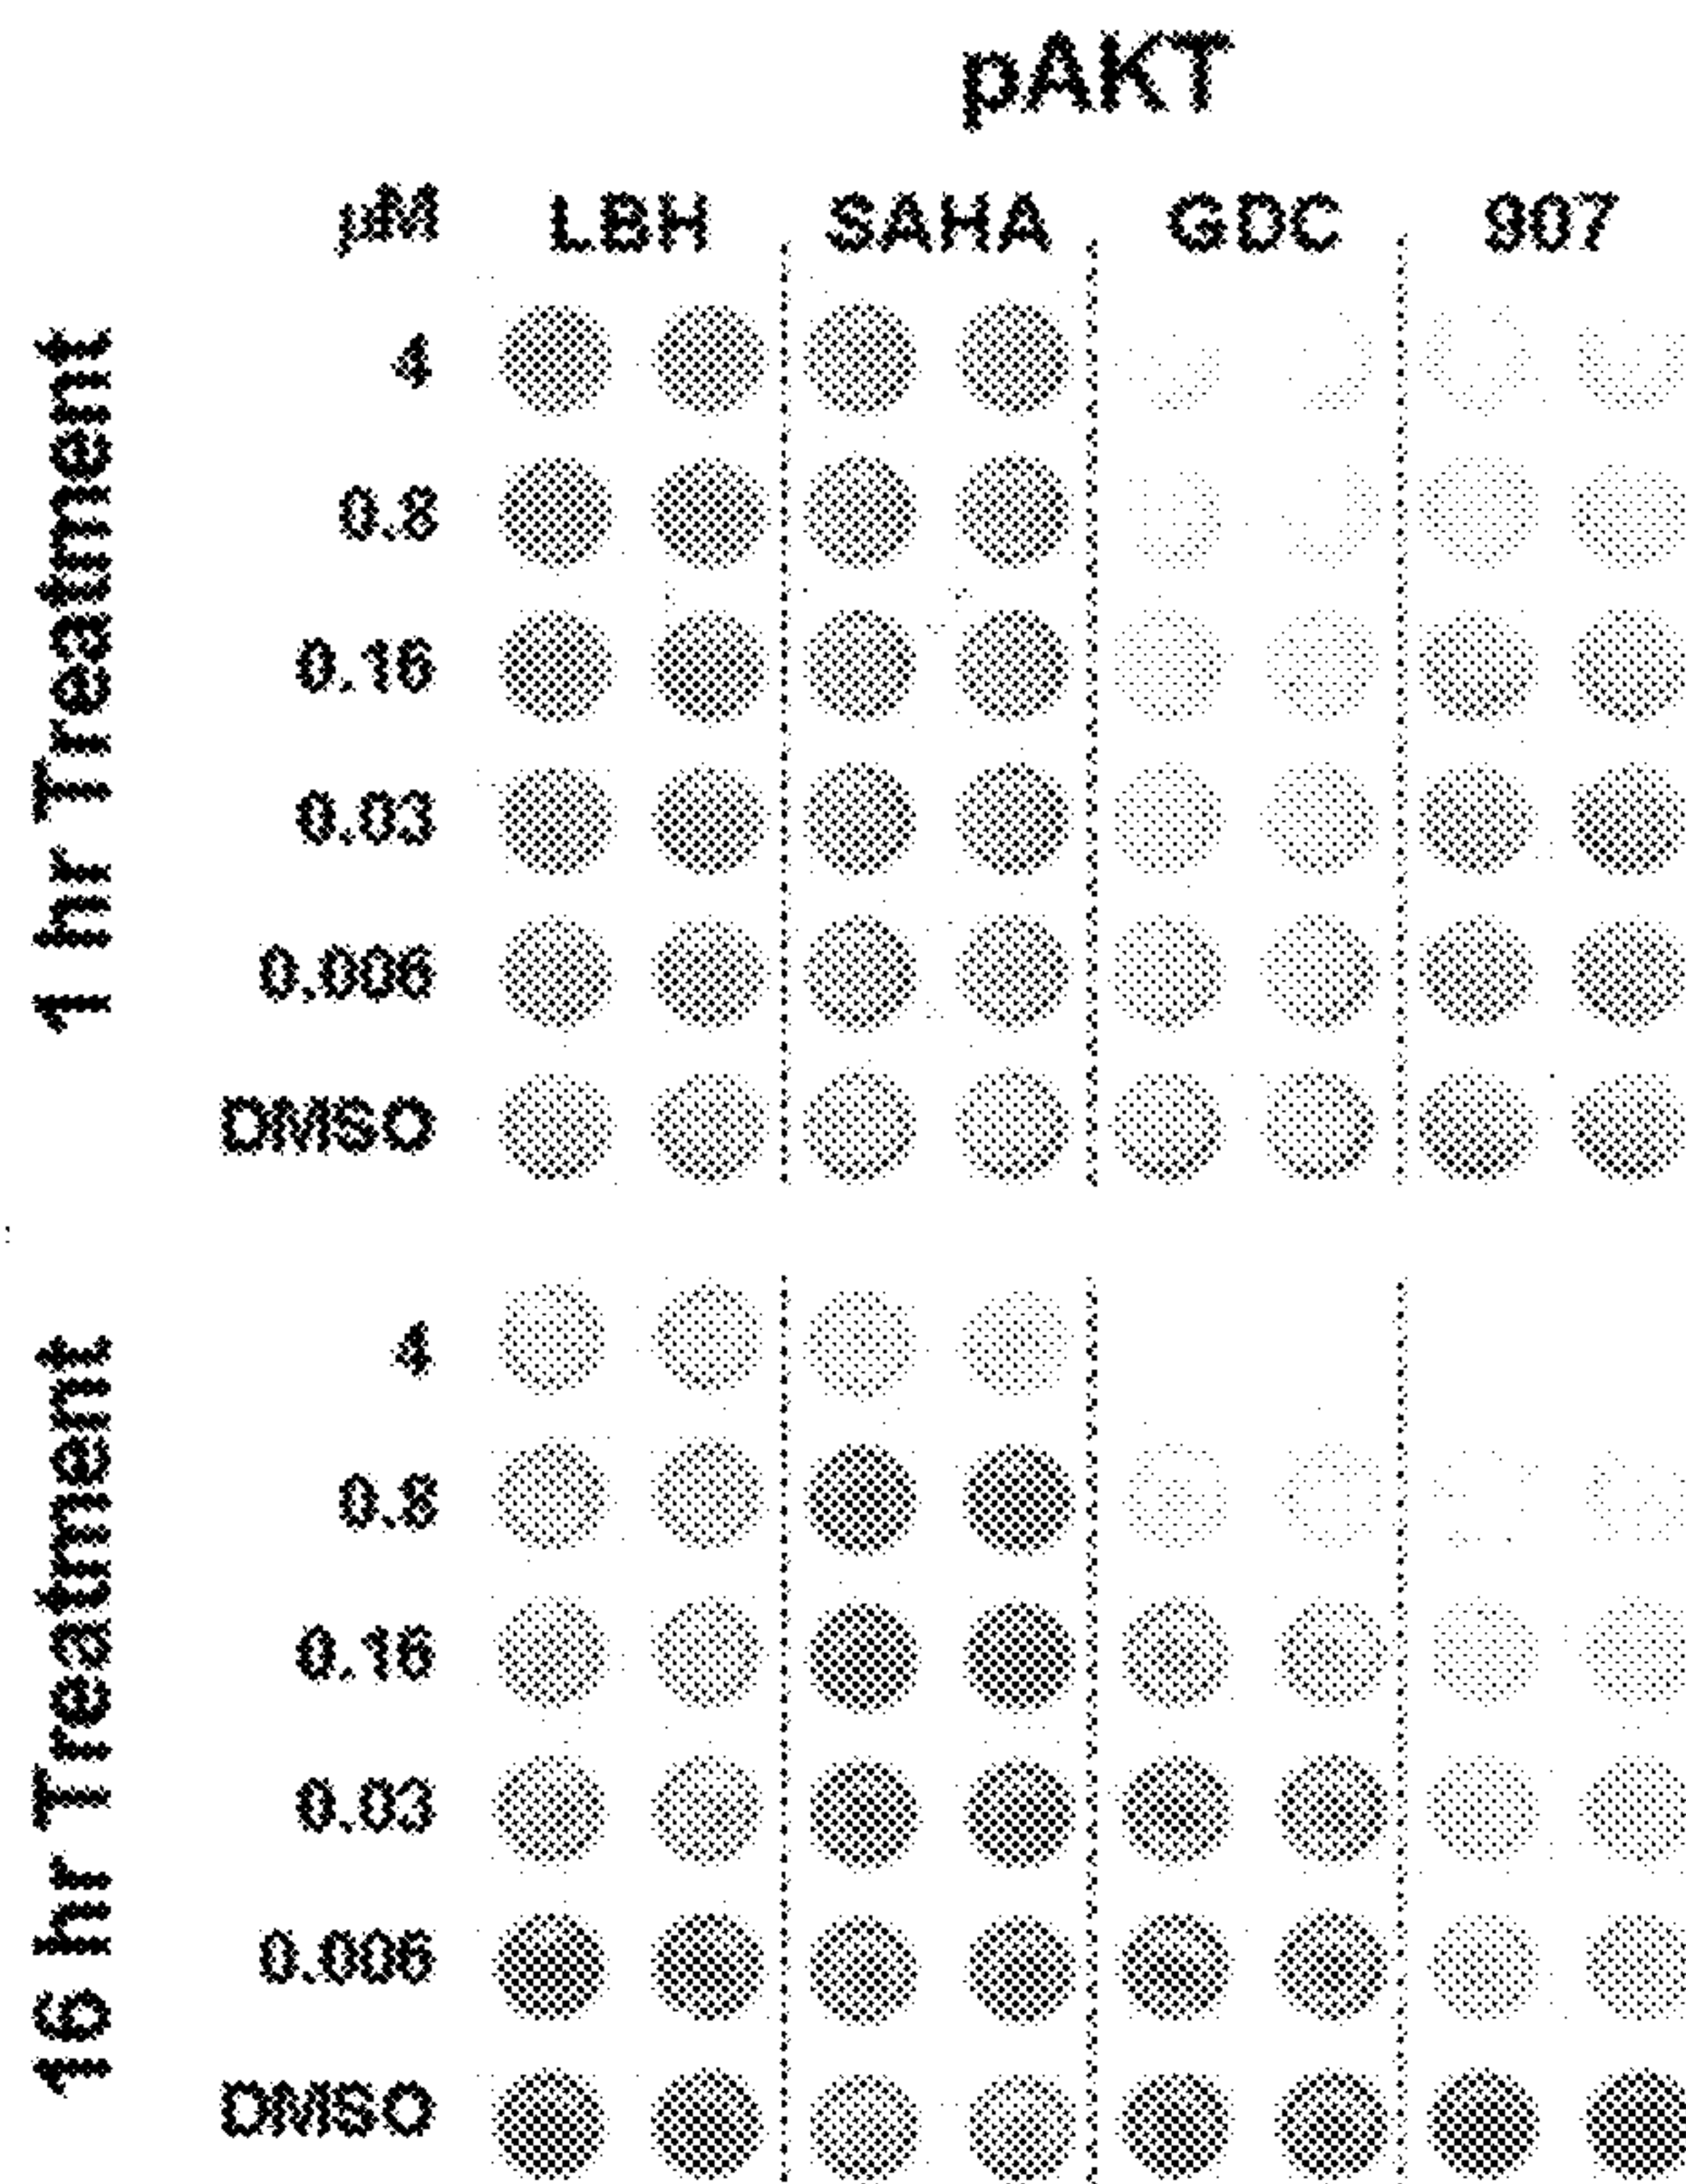 pAKT
µM LBH SAHA GDC 907
1 hr Treatment
4
0.8
0.16
0.03
0.006
DMSO
16 hr Treatment
4
0.8
0.16
0.03
0.006
DMSO